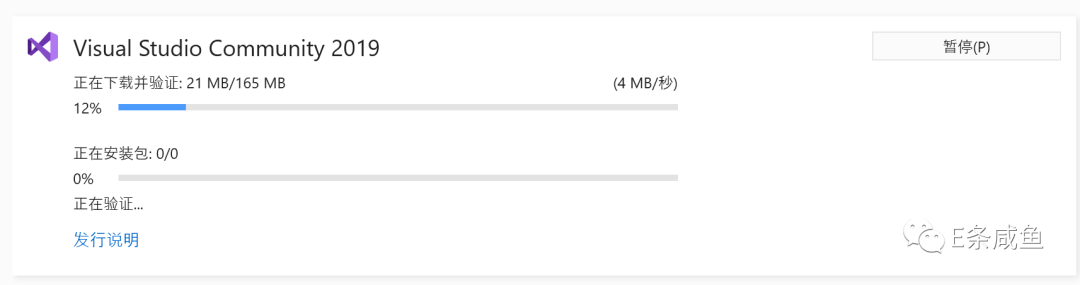 Visual Studio Community 2019
暂停(P)
正在下载并验证: 21 MB/165 MB
(4 MB/秒)
12%
正在安装包: 0/0
0%
正在验证...
发行说明
E条咸鱼